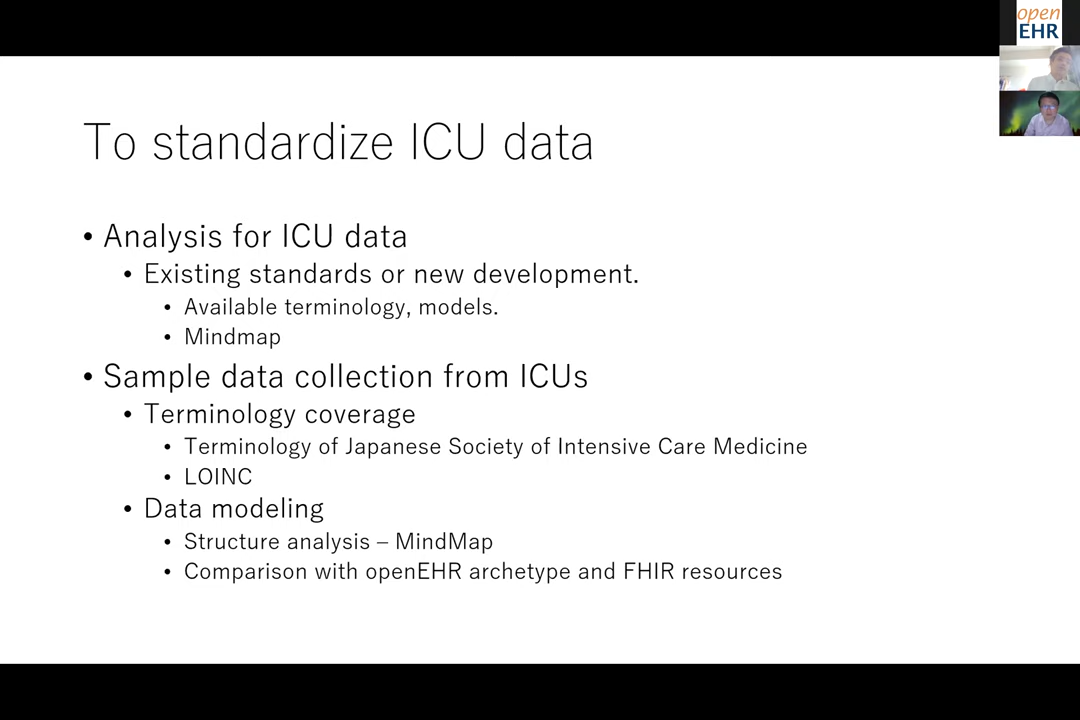 open
EHR
To standardize ICU data
• Analysis for ICU data
• Existing standards or new development.
• Available terminology, models.
• Mindmap
• Sample data collection from ICUs
• Terminology coverage
• Terminology of Japanese Society of Intensive Care Medicine
• LOINC
• Data modeling
• Structure analysis – MindMap
• Comparison with openEHR archetype and FHIR resources